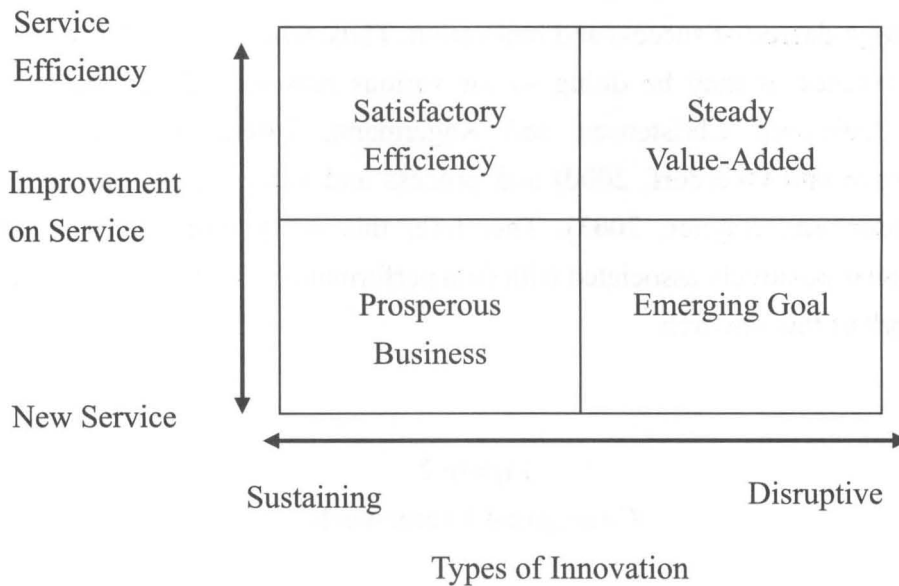 Service
Efficiency
Satisfactory
Efficiency
Steady
Value-Added
Improvement
on Service
Prosperous
Business
Emerging Goal
New Service
Sustaining
Disruptive
Types of Innovation